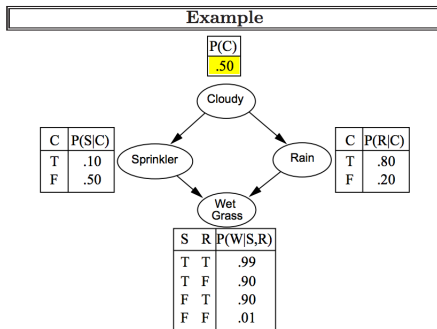 Example
P(C)
.50
Cloudy
C P(S|C)
T .10
F .50
Sprinkler
Rain
C P(R|C)
T .80
F .20
Wet
Grass
S R P(W|S,R)
T T .99
T F .90
F T .90
F F .01